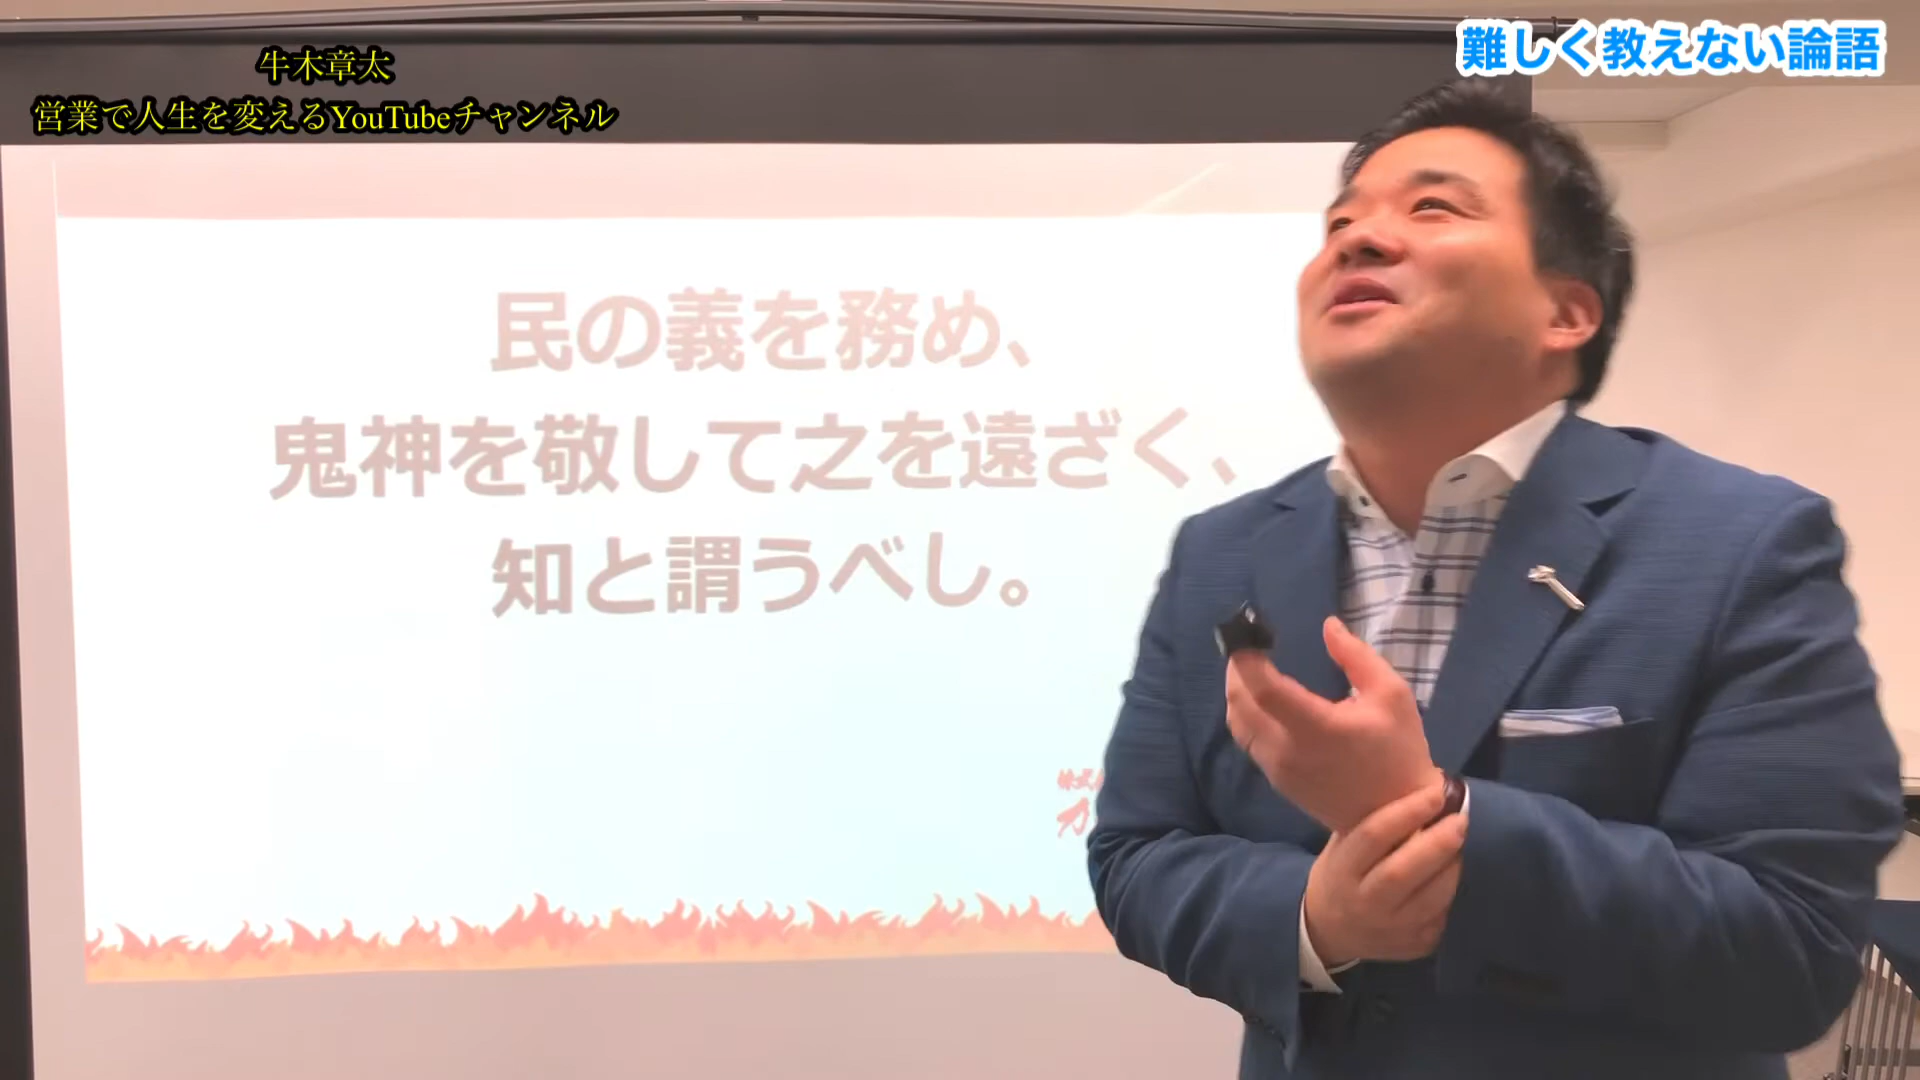 牛木章太
営業で人生を変えるYouTubeチャンネル
難しく教えない論語
民の義を務め、
鬼神を敬して之を遠ざく、
知と謂うべし。
株式